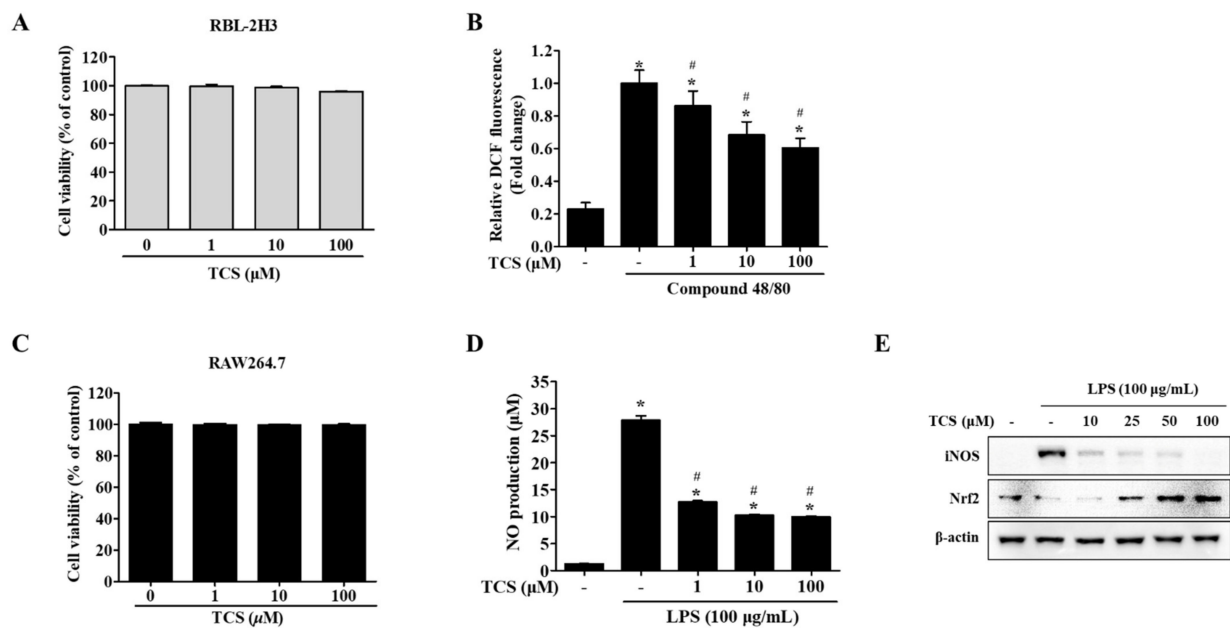 A
RBL-2H3
Cell viability (% of control)
120
100
80
60
40
20
0
0 1 10 100
TCS (μM)
B
Relative DCF fluorescence
(Fold change)
1.2
1.0
0.8
0.6
0.4
0.2
0.0
*
#
*
#
*
#
*
TCS (μM) - - 1 10 100
Compound 48/80
C
RAW264.7
Cell viability (% of control)
120
100
80
60
40
20
0
0 1 10 100
TCS (μM)
D
NO production (μM)
35
30
25
20
15
10
5
0
*
#
*
#
*
#
*
TCS (μM) - - 1 10 100
LPS (100 μg/mL)
E
LPS (100 μg/mL)
TCS (μM) - - 10 25 50 100
iNOS
Nrf2
β-actin